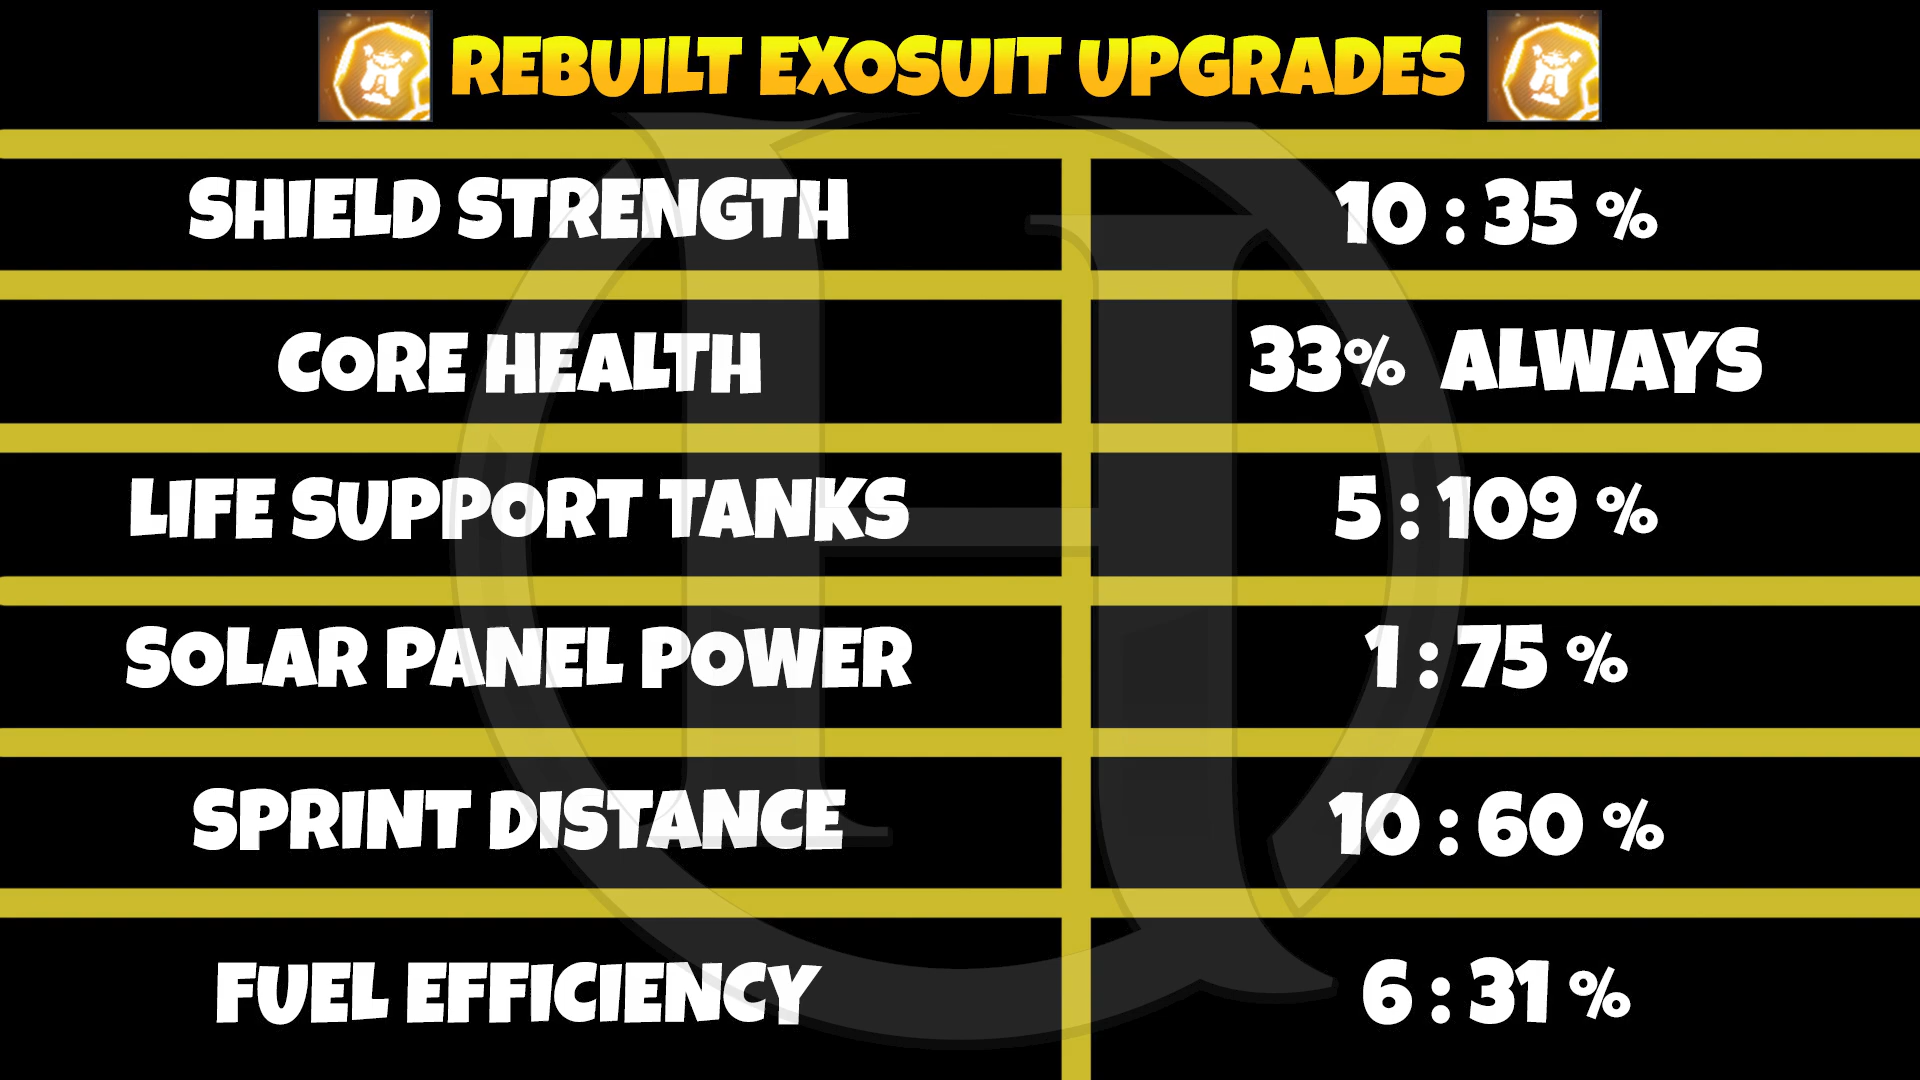 REBUILT EXOSUIT UPGRADES
SHIELD STRENGTH 10 : 35 %
CORE HEALTH 33% ALWAYS
LIFE SUPPORT TANKS 5 : 109 %
SOLAR PANEL POWER 1 : 75 %
SPRINT DISTANCE 10 : 60 %
FUEL EFFICIENCY 6 : 31 %